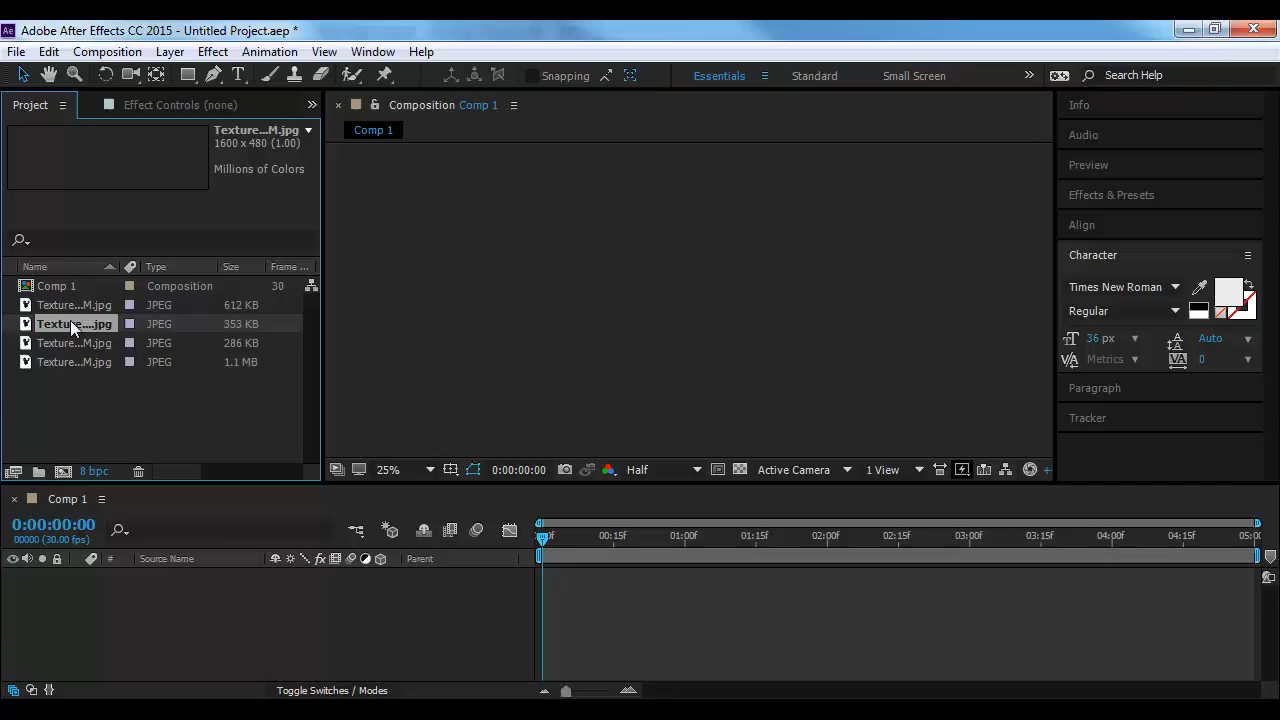 Ae Adobe After Effects CC 2015 - Untitled Project.aep *
File Edit Composition Layer Effect Animation View Window Help
T Snapping Essentials Standard Small Screen » Search Help
Project Effect Controls (none) »
Texture...M.jpg
1600 x 480 (1.00)
Millions of Colors
Name Type Size Frame ...
Comp 1 Composition 30
Texture...M.jpg JPEG 612 KB
Texture....jpg JPEG 353 KB
Texture...M.jpg JPEG 286 KB
Texture...M.jpg JPEG 1.1 MB
8 bpc
× Composition Comp 1
Comp 1
25% 0:00:00:00 Half Active Camera 1 View +
Info
Audio
Preview
Effects & Presets
Align
Character
Times New Roman
Regular
36 px Auto
Metrics 0
Paragraph
Tracker
× Comp 1
0:00:00:00
00000 (30.00 fps)
# Source Name fx Parent
00f 00:15f 01:00f 01:15f 02:00f 02:15f 03:00f 03:15f 04:00f 04:15f 05:00
Toggle Switches / Modes